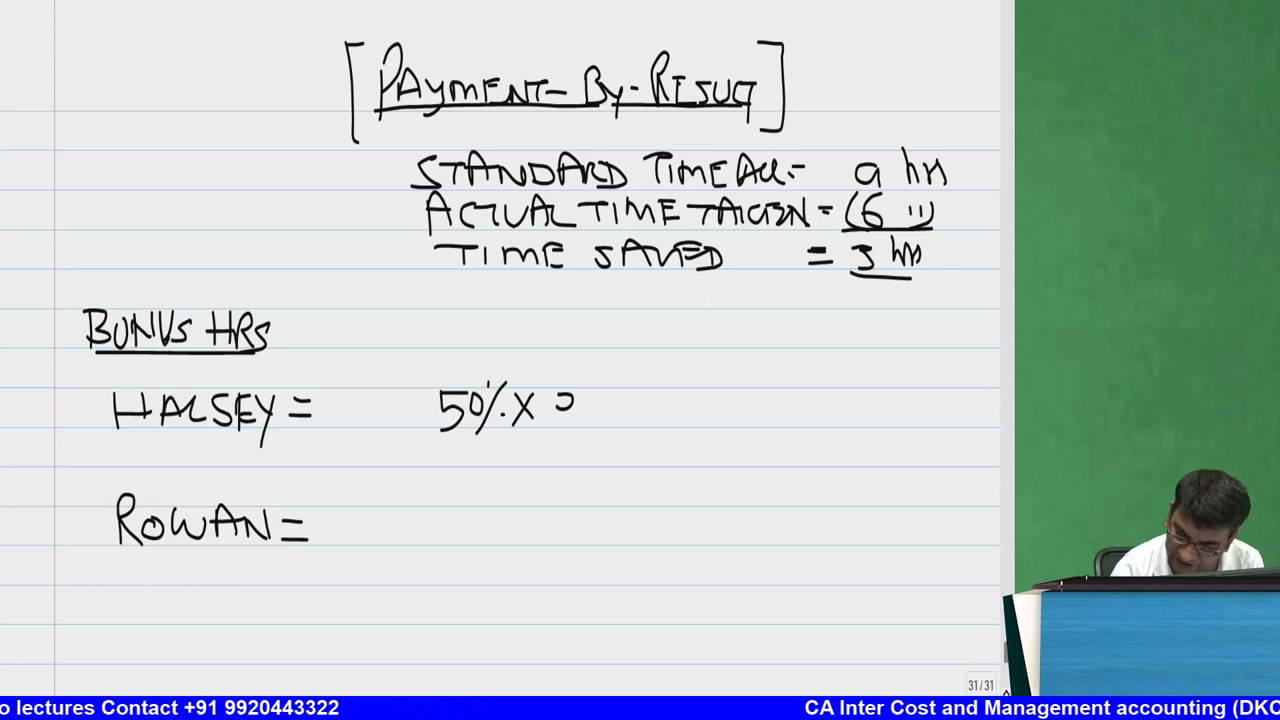 [PAYMENT-BY-RESULT]
STANDARD TIME ALL.= 9 hrs
ACTUAL TIME TAKEN = (6 ")
TIME SAVED = 3 hrs
BONUS HRS
HALSEY = 50% X
ROWAN =
31/31
o lectures Contact +91 9920443322 CA Inter Cost and Management accounting (DKC